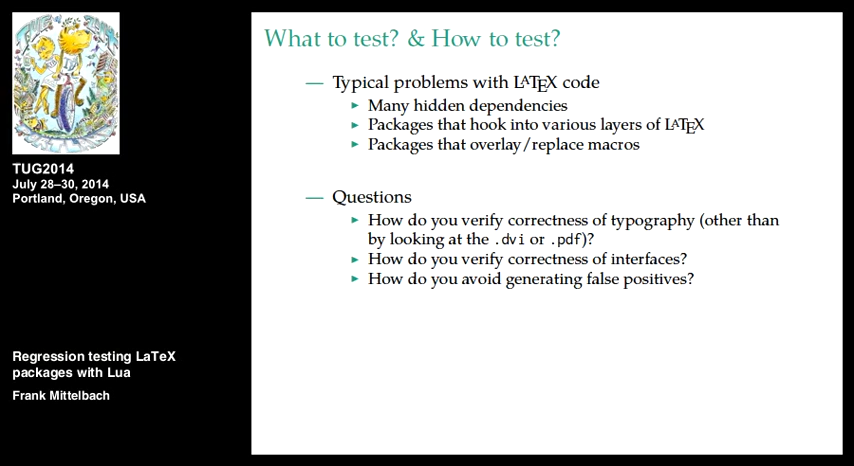 What to test? & How to test?
— Typical problems with LATEX code
▸ Many hidden dependencies
▸ Packages that hook into various layers of LATEX
▸ Packages that overlay/replace macros
— Questions
▸ How do you verify correctness of typography (other than
by looking at the .dvi or .pdf)?
▸ How do you verify correctness of interfaces?
▸ How do you avoid generating false positives?
TUG2014
July 28–30, 2014
Portland, Oregon, USA
Regression testing LaTeX
packages with Lua
Frank Mittelbach